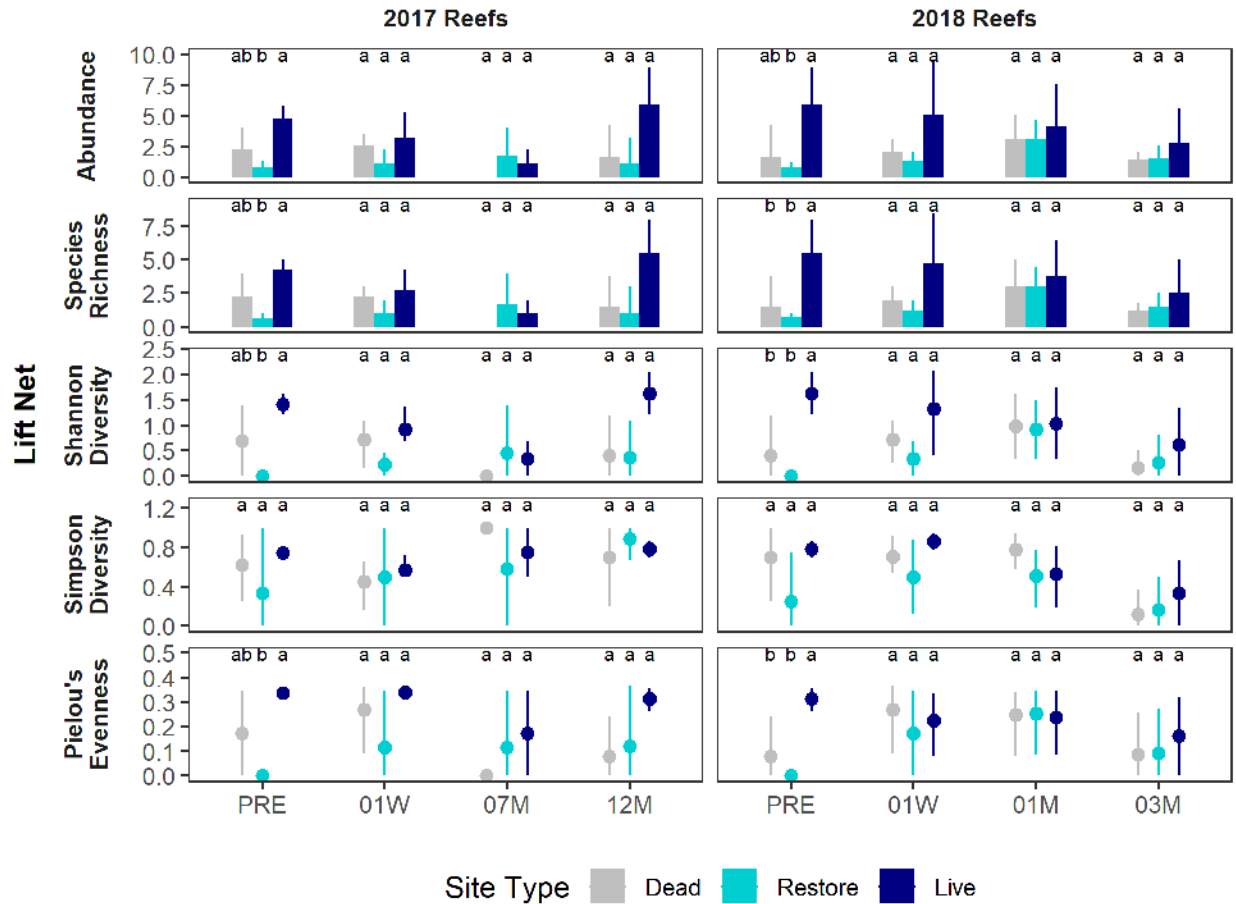 2017 Reefs 2018 Reefs
Lift Net
Abundance
10.0
7.5
5.0
2.5
0.0
ab b a a a a a a a a a a
ab b a a a a a a a a a a
Species
Richness
7.5
5.0
2.5
0.0
ab b a a a a a a a a a a
b b a a a a a a a a a a
Shannon
Diversity
2.5
2.0
1.5
1.0
0.5
0.0
ab b a a a a a a a a a a
b b a a a a a a a a a a
Simpson
Diversity
1.2
0.8
0.4
0.0
a a a a a a a a a a a a
a a a a a a a a a a a a
Pielou's
Evenness
0.5
0.4
0.3
0.2
0.1
0.0
ab b a a a a a a a a a a
b b a a a a a a a a a a
PRE 01W 07M 12M PRE 01W 01M 03M
Site Type Dead Restore Live